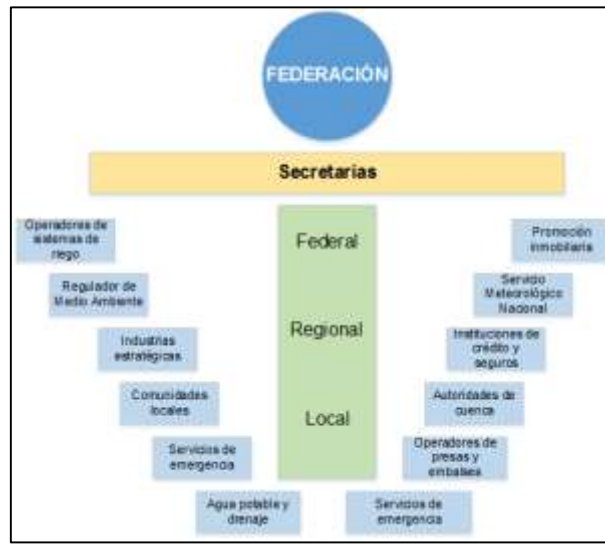 FEDERACIÓN
Secretarias
Federal
Regional
Local
Operadores de
sistemas de
riego
Regulador de
Medio Ambiente
Industrias
estratégicas
Comunidades
locales
Servicios de
emergencia
Agua potable y
drenaje
Promoción
inmobiliaria
Servicio
Meteorológico
Nacional
Instituciones de
crédito y
seguros
Autoridades de
cuenca
Operadores de
presas y
embalses
Servicios de
emergencia